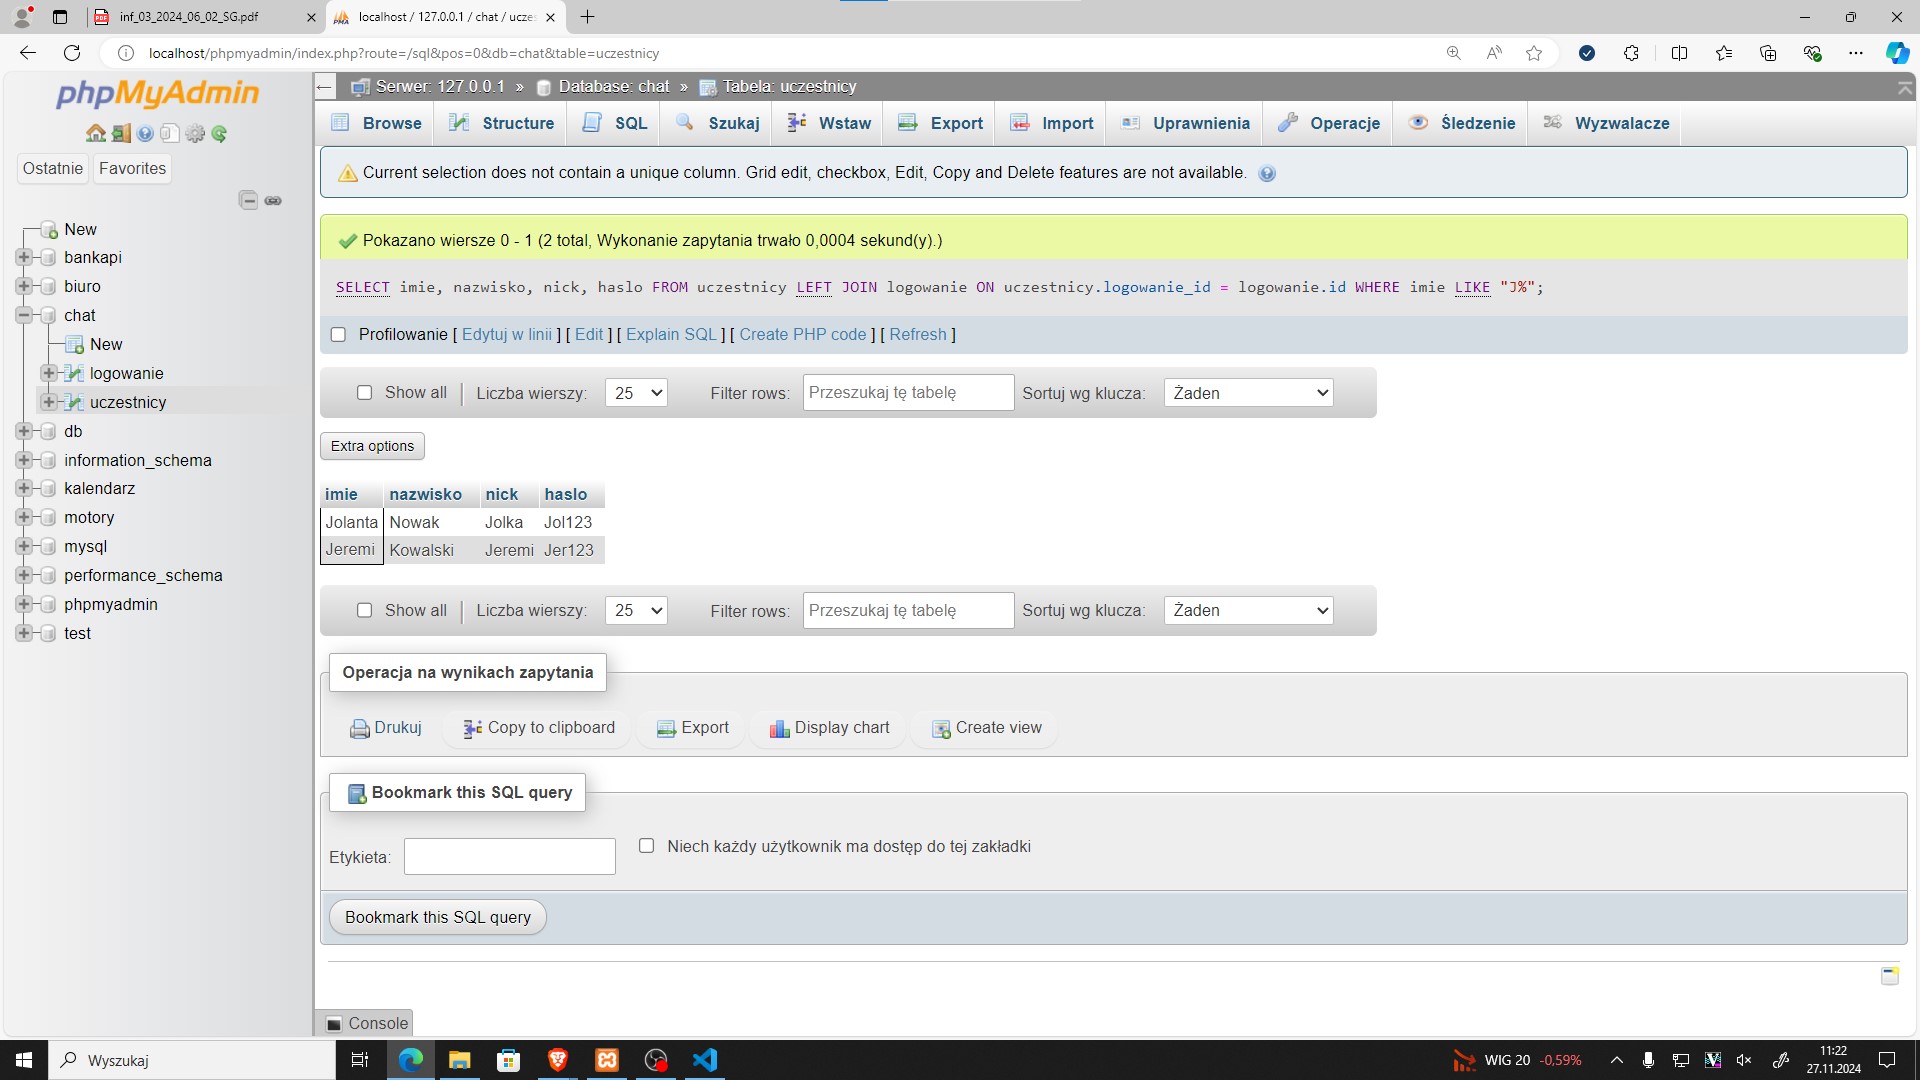 inf_03_2024_06_02_SG.pdf
localhost / 127.0.0.1 / chat / uczes
localhost/phpmyadmin/index.php?route=/sql&pos=0&db=chat&table=uczestnicy
phpMyAdmin
Ostatnie Favorites
New
bankapi
biuro
chat
New
logowanie
uczestnicy
db
information_schema
kalendarz
motory
mysql
performance_schema
phpmyadmin
test
Serwer: 127.0.0.1 » Database: chat » Tabela: uczestnicy
Browse Structure SQL Szukaj Wstaw Export Import Uprawnienia Operacje Śledzenie Wyzwalacze
Current selection does not contain a unique column. Grid edit, checkbox, Edit, Copy and Delete features are not available.
Pokazano wiersze 0 - 1 (2 total, Wykonanie zapytania trwało 0,0004 sekund(y).)
SELECT imie, nazwisko, nick, haslo FROM uczestnicy LEFT JOIN logowanie ON uczestnicy.logowanie_id = logowanie.id WHERE imie LIKE "J%";
Profilowanie [ Edytuj w linii ] [ Edit ] [ Explain SQL ] [ Create PHP code ] [ Refresh ]
Show all Liczba wierszy: 25 Filter rows: Przeszukaj tę tabelę Sortuj wg klucza: Żaden
Extra options
imie nazwisko nick haslo
Jolanta Nowak Jolka Jol123
Jeremi Kowalski Jeremi Jer123
Show all Liczba wierszy: 25 Filter rows: Przeszukaj tę tabelę Sortuj wg klucza: Żaden
Operacja na wynikach zapytania
Drukuj Copy to clipboard Export Display chart Create view
Bookmark this SQL query
Etykieta: Niech każdy użytkownik ma dostęp do tej zakładki
Bookmark this SQL query
Console
Wyszukaj
WIG 20 -0,59%
11:22
27.11.2024